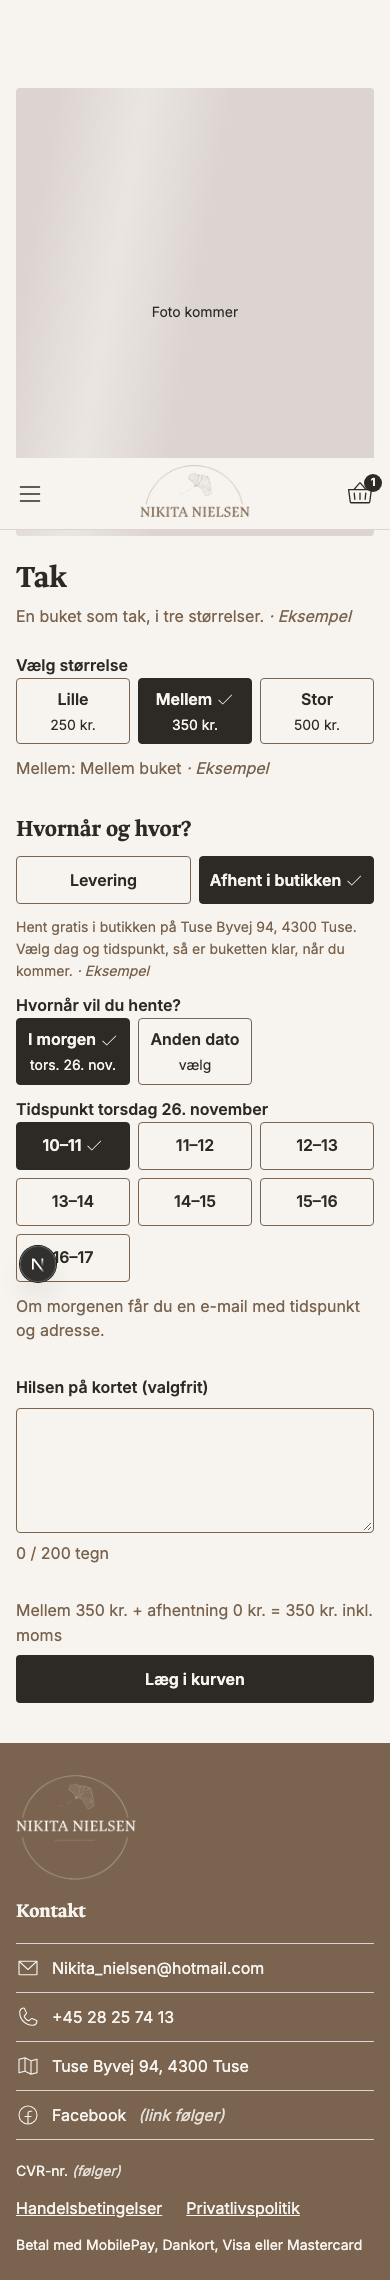 Foto kommer
NIKITA NIELSEN
1
Tak
En buket som tak, i tre størrelser. · Eksempel
Vælg størrelse
Lille
250 kr.
Mellem
350 kr.
Stor
500 kr.
Mellem: Mellem buket · Eksempel
Hvornår og hvor?
Levering
Afhent i butikken
Hent gratis i butikken på Tuse Byvej 94, 4300 Tuse.
Vælg dag og tidspunkt, så er buketten klar, når du
kommer. · Eksempel
Hvornår vil du hente?
I morgen
tors. 26. nov.
Anden dato
vælg
Tidspunkt torsdag 26. november
10–11
11–12
12–13
13–14
14–15
15–16
N
16–17
Om morgenen får du en e-mail med tidspunkt
og adresse.
Hilsen på kortet (valgfrit)
0 / 200 tegn
Mellem 350 kr. + afhentning 0 kr. = 350 kr. inkl.
moms
Læg i kurven
NIKITA NIELSEN
Kontakt
Nikita_nielsen@hotmail.com
+45 28 25 74 13
Tuse Byvej 94, 4300 Tuse
Facebook (link følger)
CVR-nr. (følger)
Handelsbetingelser Privatlivspolitik
Betal med MobilePay, Dankort, Visa eller Mastercard